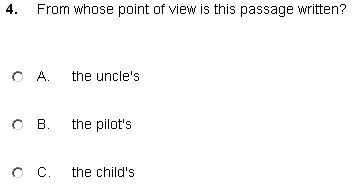 4. From whose point of view is this passage written?
A. the uncle's
B. the pilot's
C. the child's